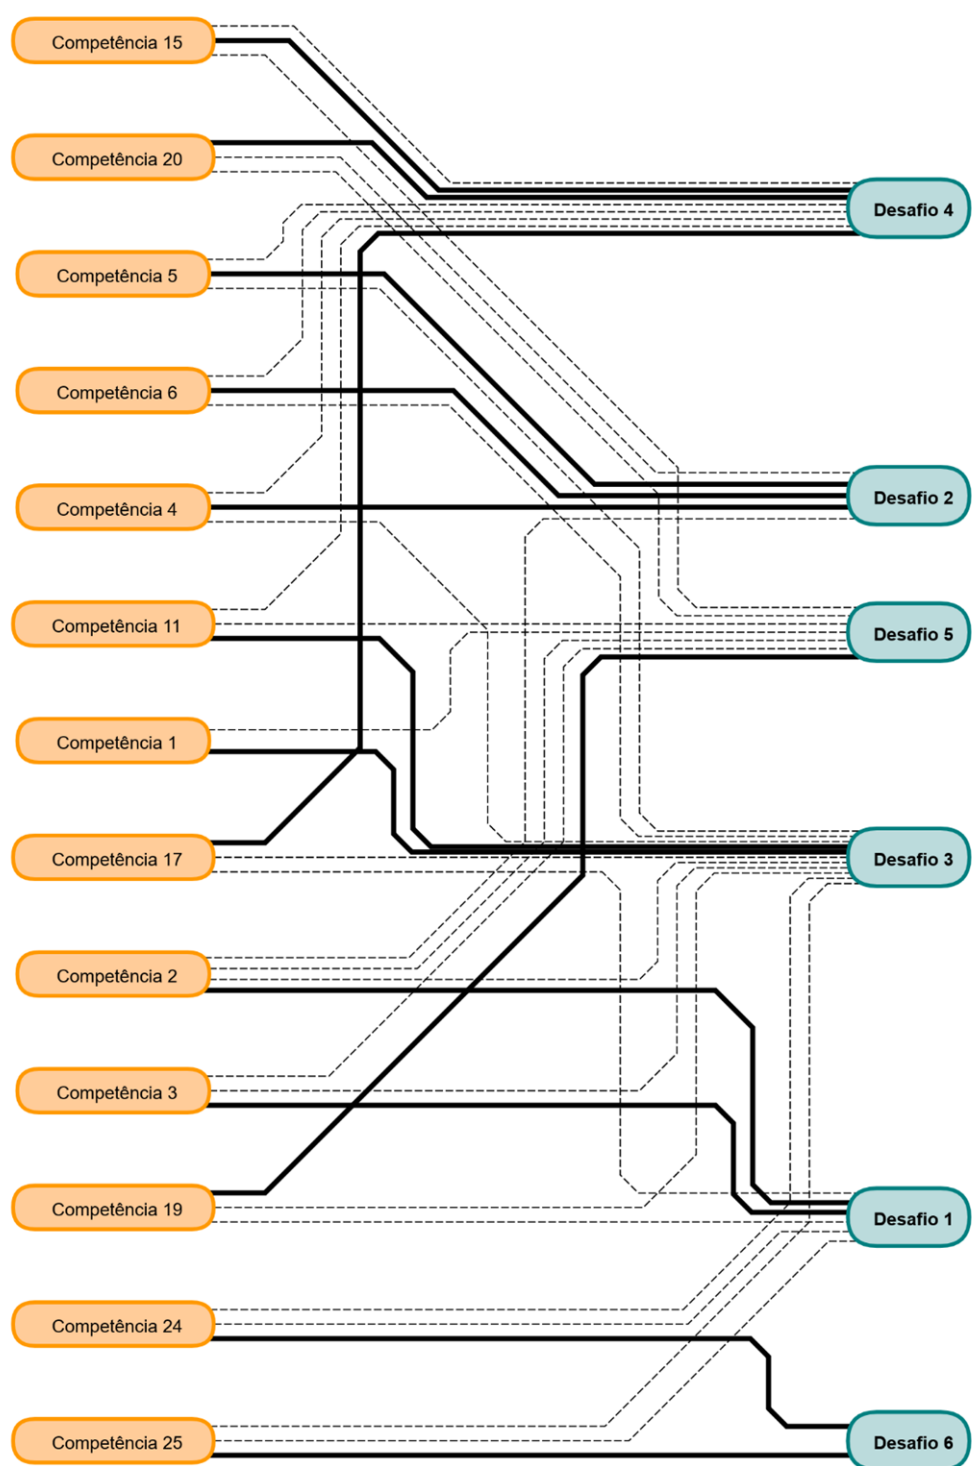 Competência 15
Competência 20
Desafio 4
Competência 5
Competência 6
Desafio 2
Competência 4
Competência 11
Desafio 5
Competência 1
Competência 17
Desafio 3
Competência 2
Competência 3
Competência 19
Desafio 1
Competência 24
Competência 25
Desafio 6